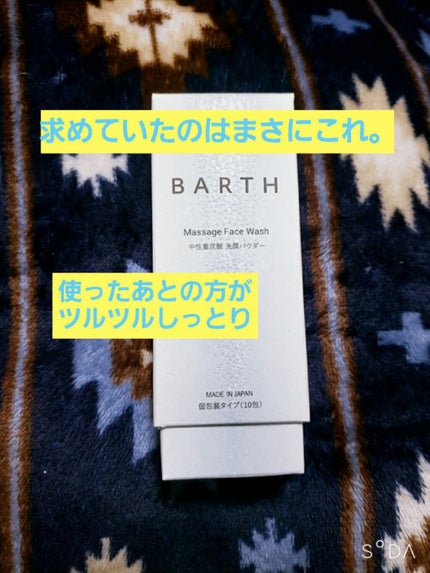 求めていたのはまさにこれ。
BARTH
Massage Face Wash
中性重炭酸 洗顔パウダー
使ったあとの方が
ツルツルしっとり
MADE IN JAPAN
個包装タイプ(10包)
SODA